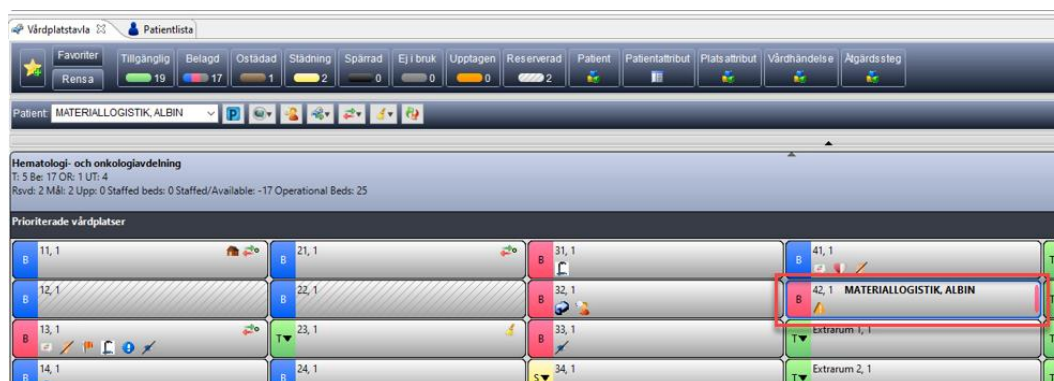 Vårdplatstavla Patientlista
Favoriter Tillgänglig Belagd Ostädad Städning Spärrad Ej i bruk Upptagen Reserverad Patient Patientattribut Platsattribut Vårdhändelse Åtgärdssteg
Rensa 19 17 1 2 0 0 0 2
Patient: MATERIALLOGISTIK, ALBIN P
Hematologi- och onkologiavdelning
T: 5 Be: 17 OR: 1 UT: 4
Rsvd: 2 Mål: 2 Upp: 0 Staffed beds: 0 Staffed/Available: -17 Operational Beds: 25
Prioriterade vårdplatser
B 11, 1 B 21, 1 B 31, 1 B 41, 1 T
B 12, 1 B 22, 1 B 32, 1 B 42, 1 MATERIALLOGISTIK, ALBIN
B 13, 1 T 23, 1 B 33, 1 T Extrarum 1, 1 T
B 14, 1 B 24, 1 S 34, 1 T Extrarum 2, 1 T